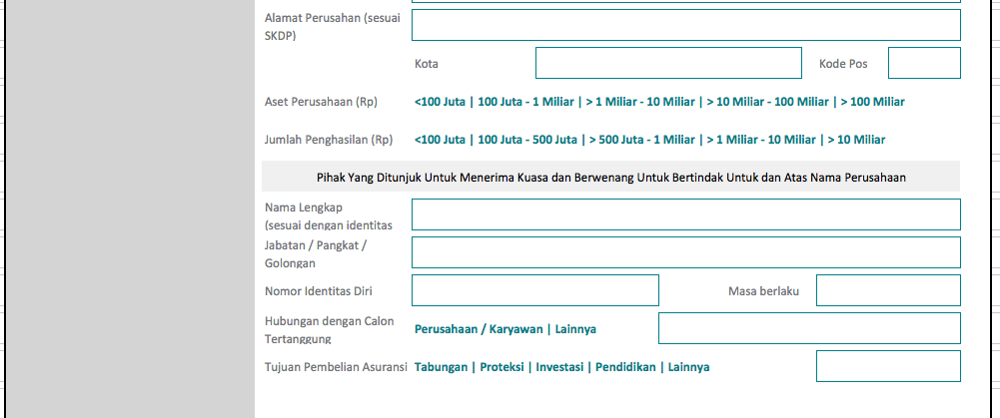 Alamat Perusahan (sesuai
SKDP)
Kota
Kode Pos
Aset Perusahaan (Rp)
<100 Juta | 100 Juta - 1 Miliar | > 1 Miliar - 10 Miliar | > 10 Miliar - 100 Miliar | > 100 Miliar
Jumlah Penghasilan (Rp)
<100 Juta | 100 Juta - 500 Juta | > 500 Juta - 1 Miliar | > 1 Miliar - 10 Miliar | > 10 Miliar
Pihak Yang Ditunjuk Untuk Menerima Kuasa dan Berwenang Untuk Bertindak Untuk dan Atas Nama Perusahaan
Nama Lengkap
(sesuai dengan identitas
Jabatan / Pangkat /
Golongan
Nomor Identitas Diri
Masa berlaku
Hubungan dengan Calon
Tertanggung
Perusahaan / Karyawan | Lainnya
Tujuan Pembelian Asuransi
Tabungan | Proteksi | Investasi | Pendidikan | Lainnya